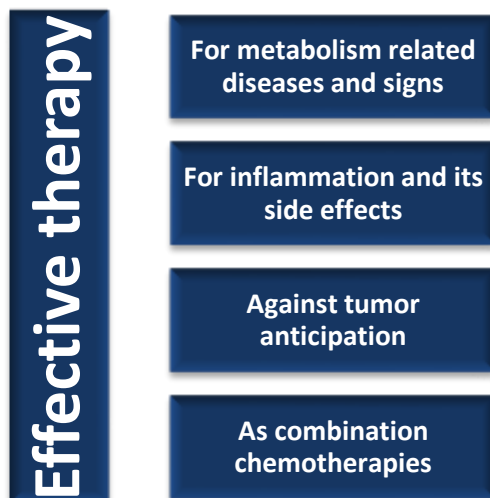 Effective therapy
For metabolism related
diseases and signs
For inflammation and its
side effects
Against tumor
anticipation
As combination
chemotherapies